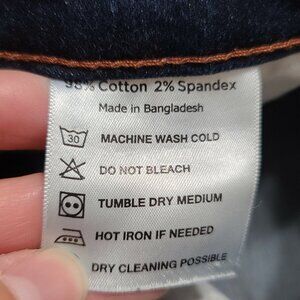 98% Cotton 2% Spandex
Made in Bangladesh
30
MACHINE WASH COLD
DO NOT BLEACH
TUMBLE DRY MEDIUM
HOT IRON IF NEEDED
DRY CLEANING POSSIBLE